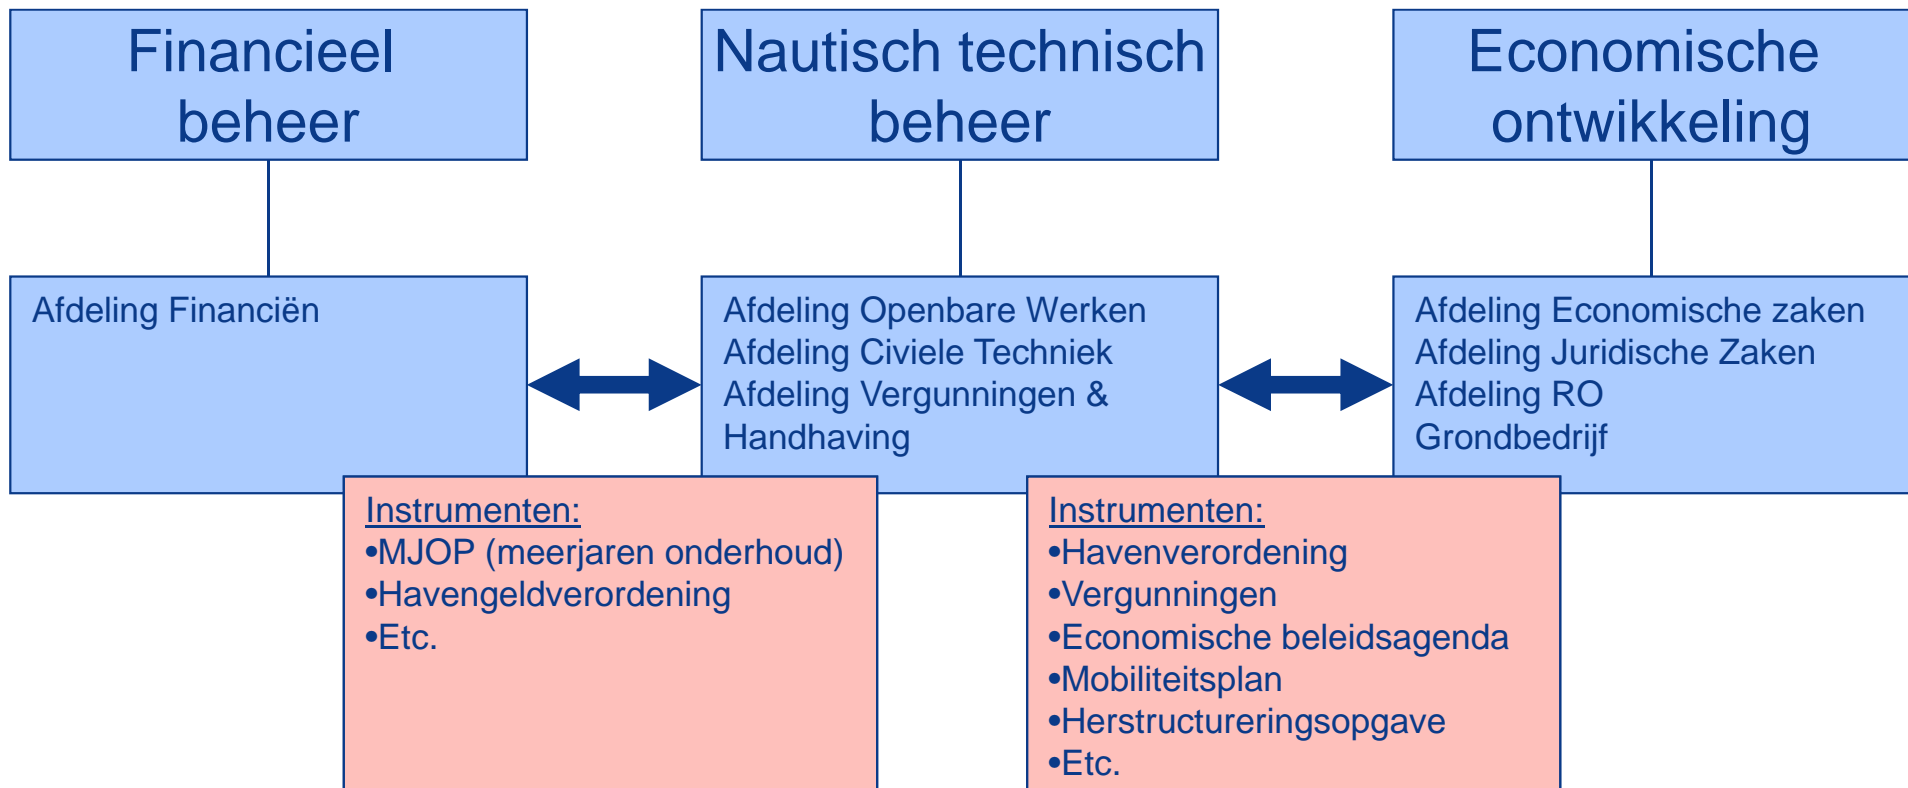 Financieel
beheer
Nautisch technisch
beheer
Economische
ontwikkeling
Afdeling Financiën
Afdeling Openbare Werken
Afdeling Civiele Techniek
Afdeling Vergunningen &
Handhaving
Afdeling Economische zaken
Afdeling Juridische Zaken
Afdeling RO
Grondbedrijf
Instrumenten:
•MJOP (meerjaren onderhoud)
•Havengeldverordening
•Etc.
Instrumenten:
•Havenverordening
•Vergunningen
•Economische beleidsagenda
•Mobiliteitsplan
•Herstructureringsopgave
•Etc.